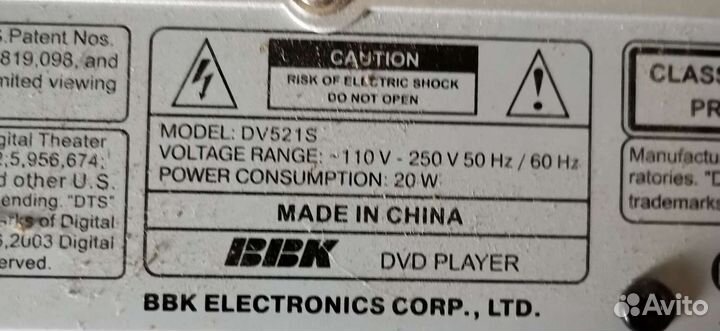 S.Patent Nos.
819,098, and
mited viewing
gital Theater
2;5,956,674;
d other U.S.
ending. "DTS"
rks of Digital
,2003 Digital
erved.
CAUTION
RISK OF ELECTRIC SHOCK
DO NOT OPEN
MODEL: DV521S
VOLTAGE RANGE: ~110 V - 250 V 50 Hz / 60 Hz
POWER CONSUMPTION: 20 W
MADE IN CHINA
BBK DVD PLAYER
BBK ELECTRONICS CORP., LTD.
CLASS
PR
Manufactu
ratories. "D
trademarks
Avito